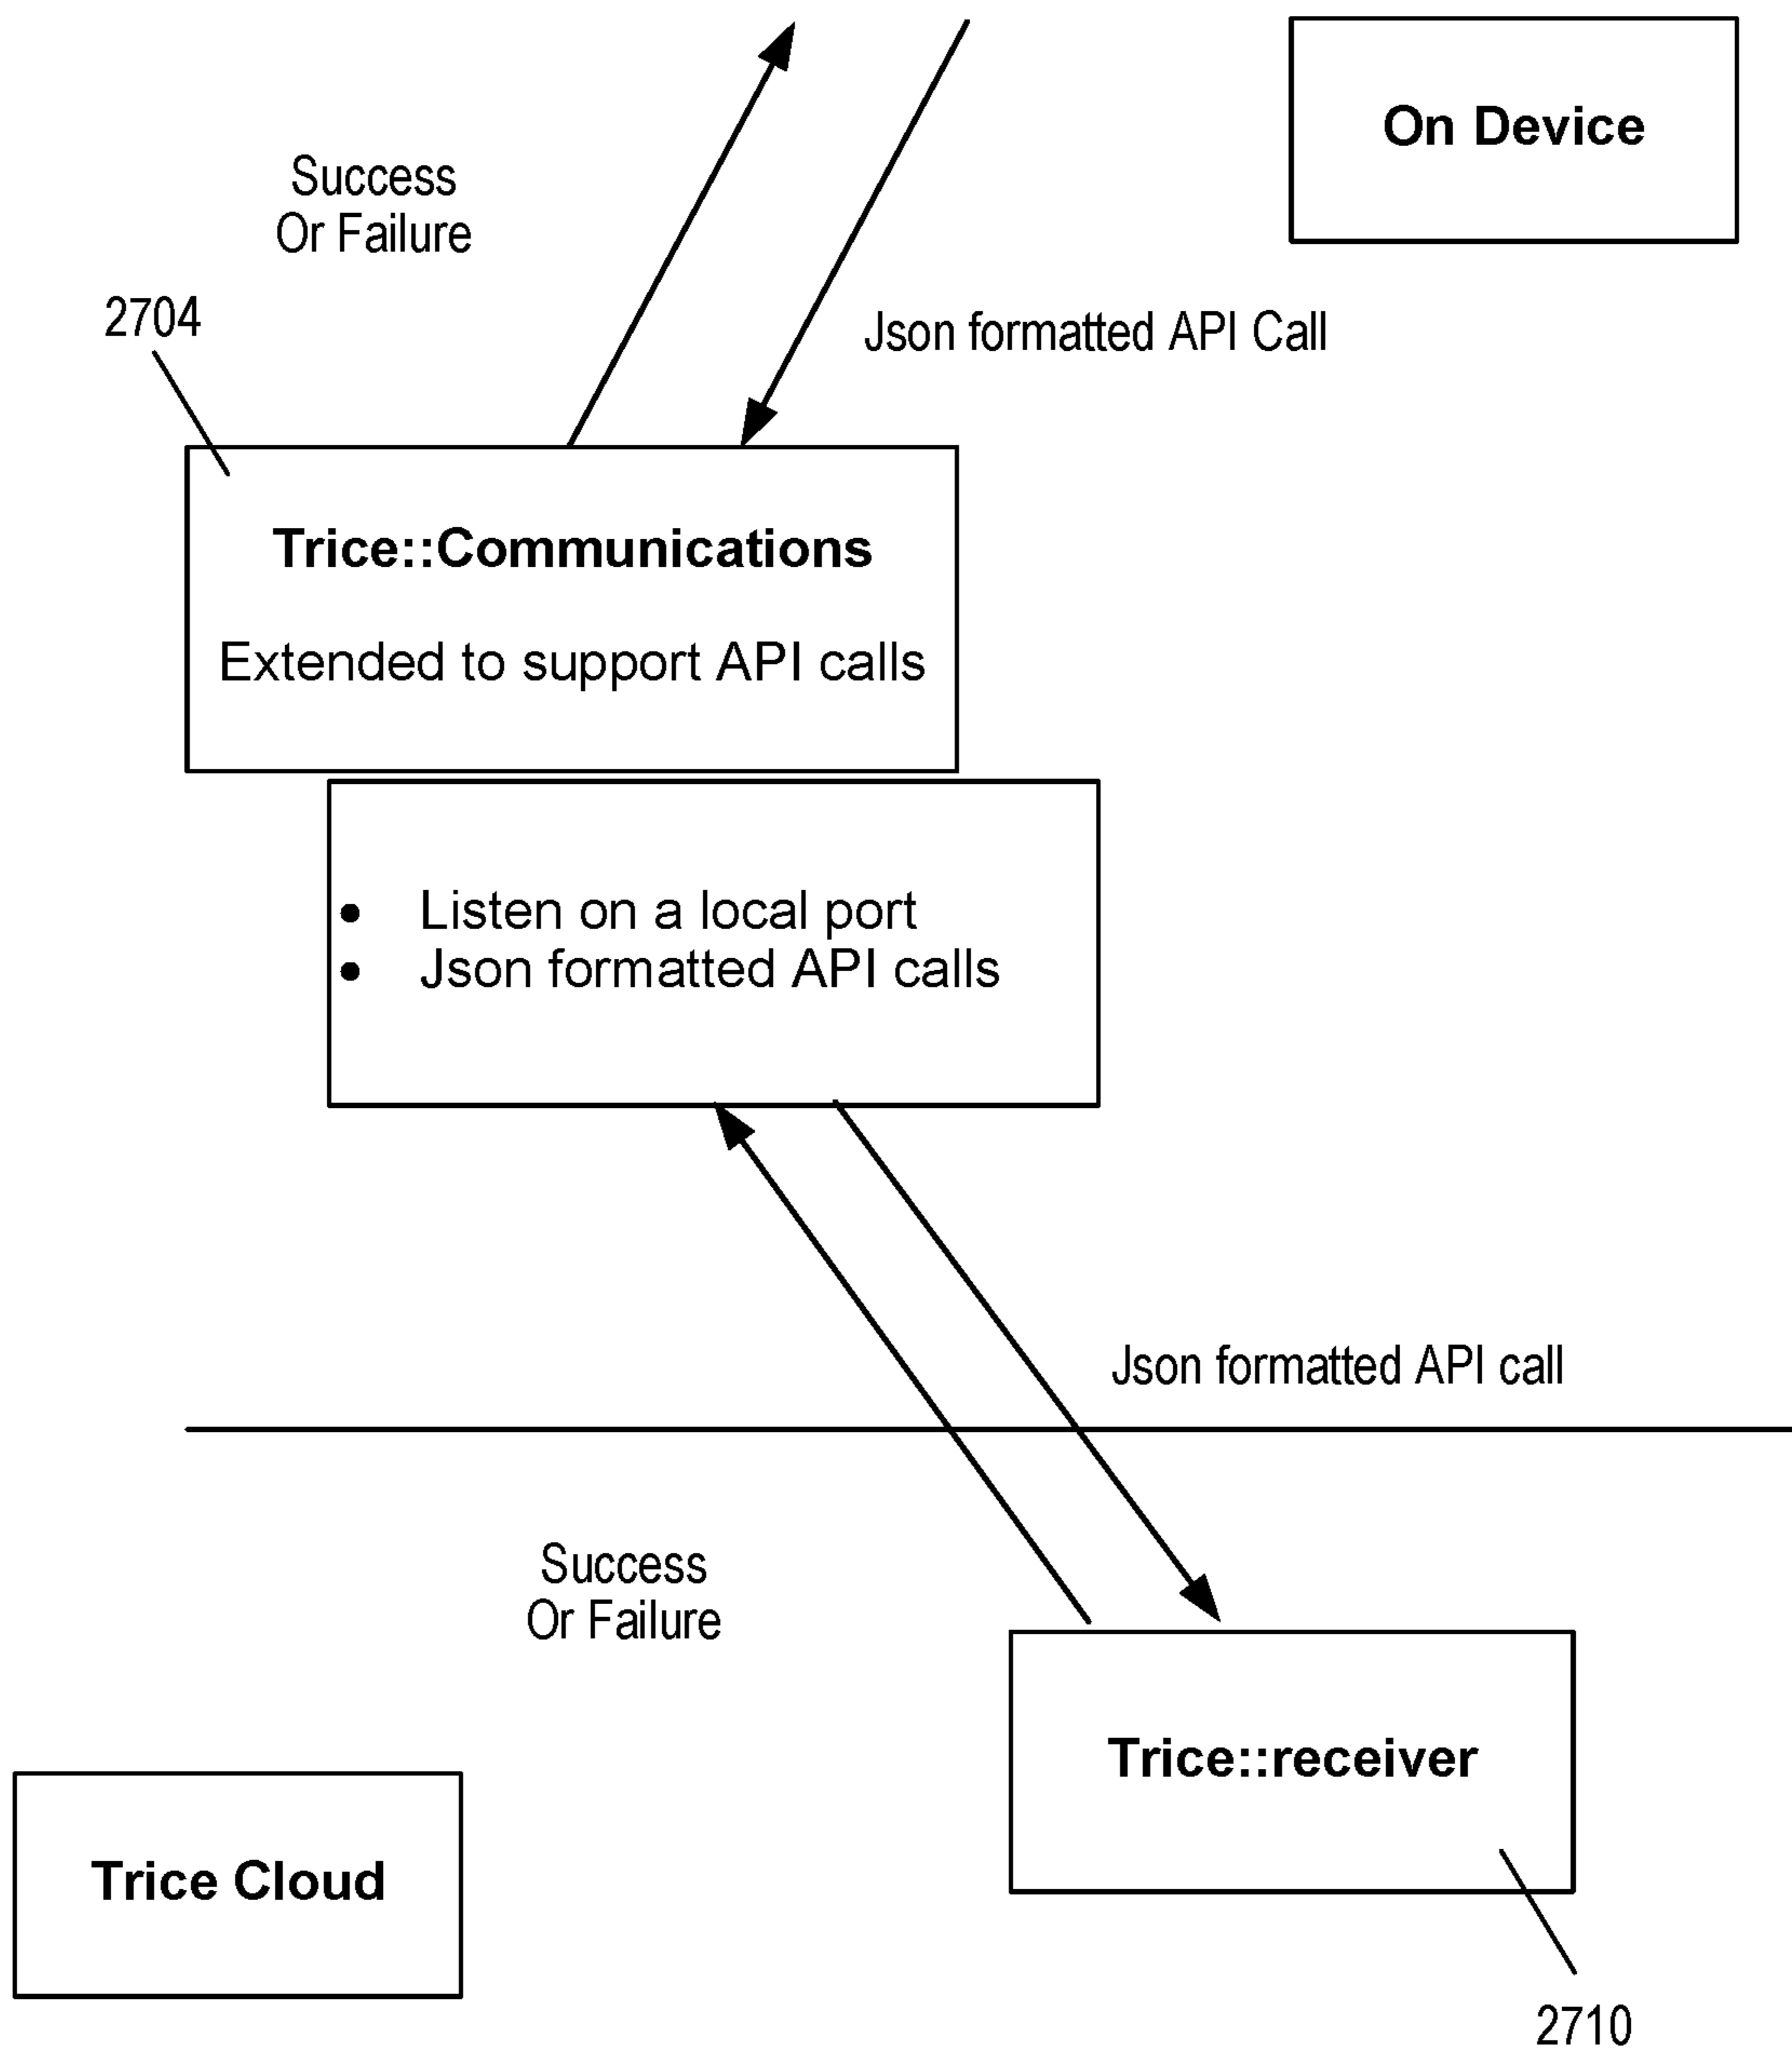 On Device
Success
Or Failure
2704
Json formatted API Call
Trice::Communications
Extended to support API calls
• Listen on a local port
• Json formatted API calls
Json formatted API call
Success
Or Failure
Trice::receiver
Trice Cloud
2710